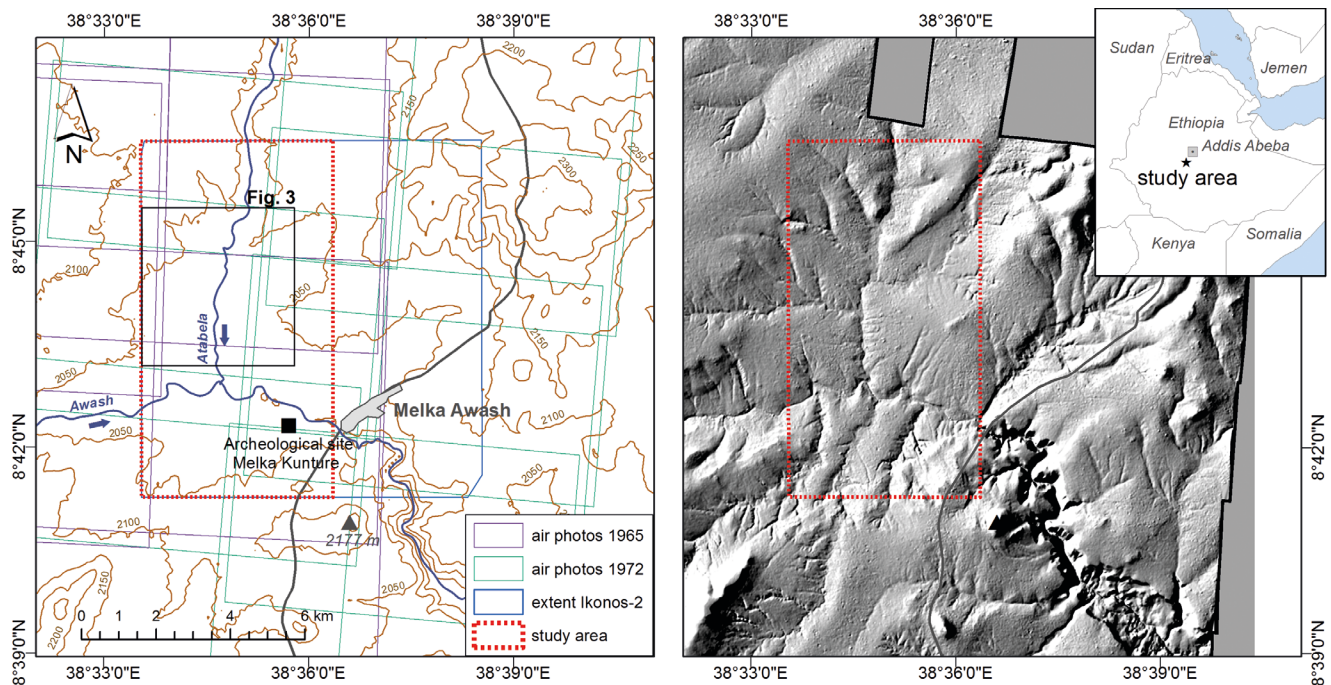 38°33'0"E
38°36'0"E
38°39'0"E
2200
2150
2250
2300
N
Fig. 3
8°45'0"N
2100
2050
2150
Atabela
2050
Awash
Melka Awash
2100
2050
Archeological site
Melka Kunture
8°42'0"N
2050
2100
2177 m
2050
2150
2200
0 2 4 6 km
air photos 1965
air photos 1972
extent Ikonos-2
study area
8°39'0"N
38°33'0"E
38°36'0"E
38°39'0"E
38°33'0"E
38°36'0"E
Sudan
Eritrea
Jemen
Ethiopia
Addis Abeba
study area
Kenya
Somalia
8°45'0"N
8°42'0"N
8°39'0"N
38°33'0"E
38°36'0"E
38°39'0"E